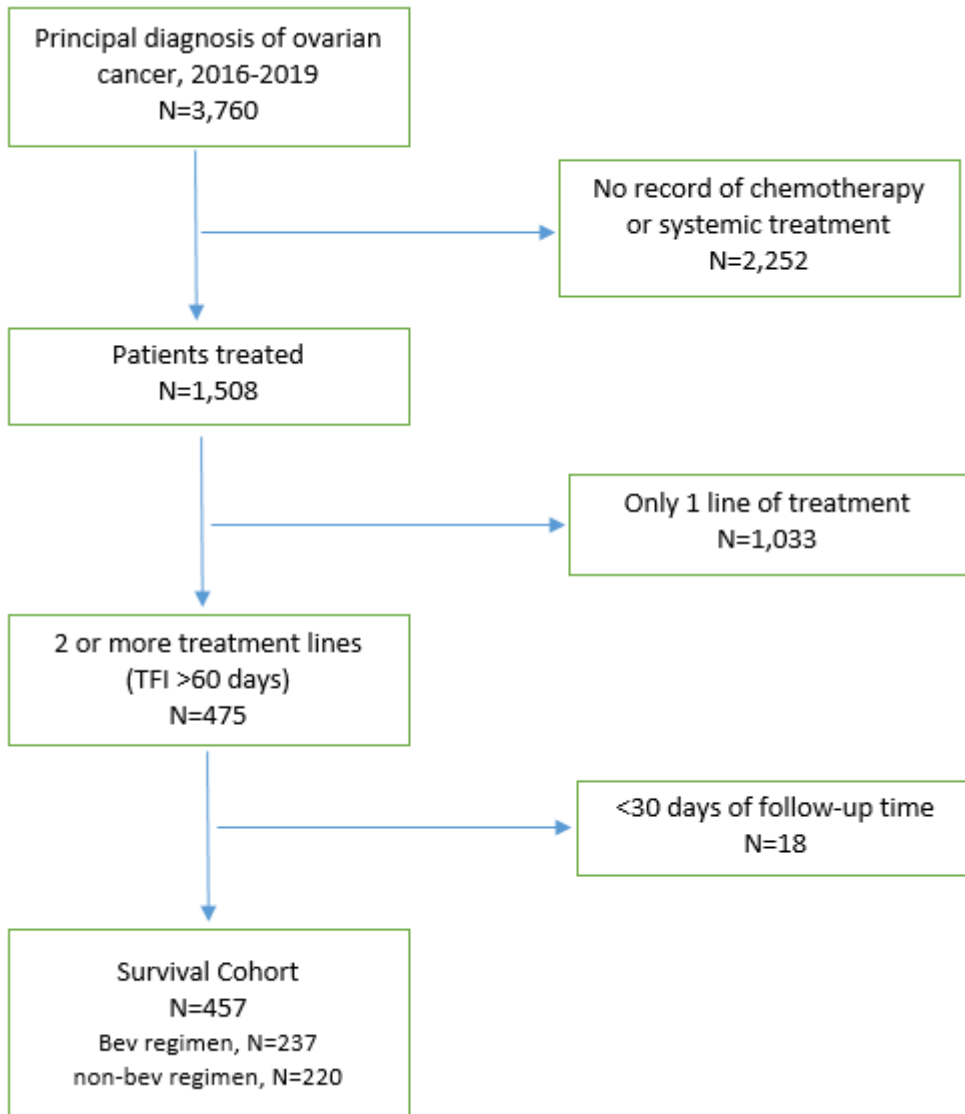 Principal diagnosis of ovarian
cancer, 2016-2019
N=3,760
No record of chemotherapy
or systemic treatment
N=2,252
Patients treated
N=1,508
Only 1 line of treatment
N=1,033
2 or more treatment lines
(TFI >60 days)
N=475
<30 days of follow-up time
N=18
Survival Cohort
N=457
Bev regimen, N=237
non-bev regimen, N=220